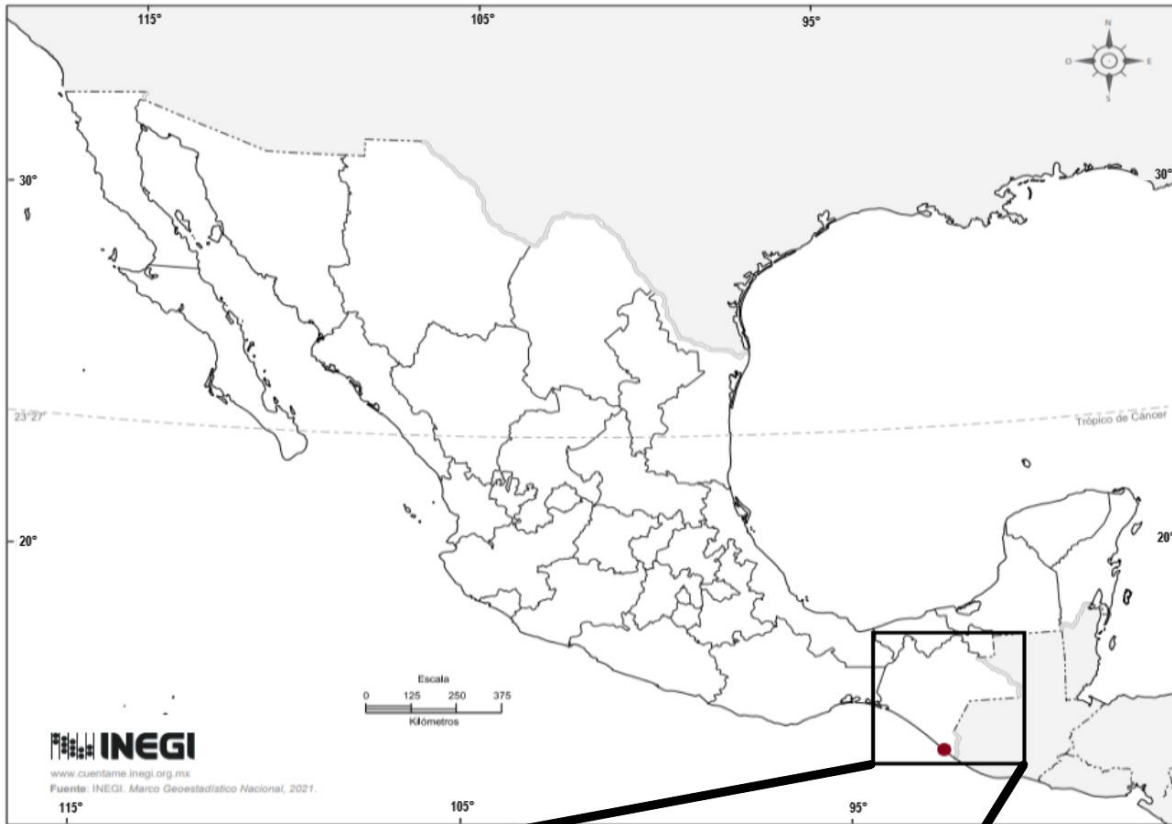 115°
105°
95°
N
O
E
S
30°
30°
23°27'
Trópico de Cáncer
20°
20°
Escala
0 125 250 375
Kilómetros
INEGI
www.cuentame.inegi.org.mx
Fuente: INEGI. Marco Geoestadístico Nacional, 2021.
115°
105°
95°